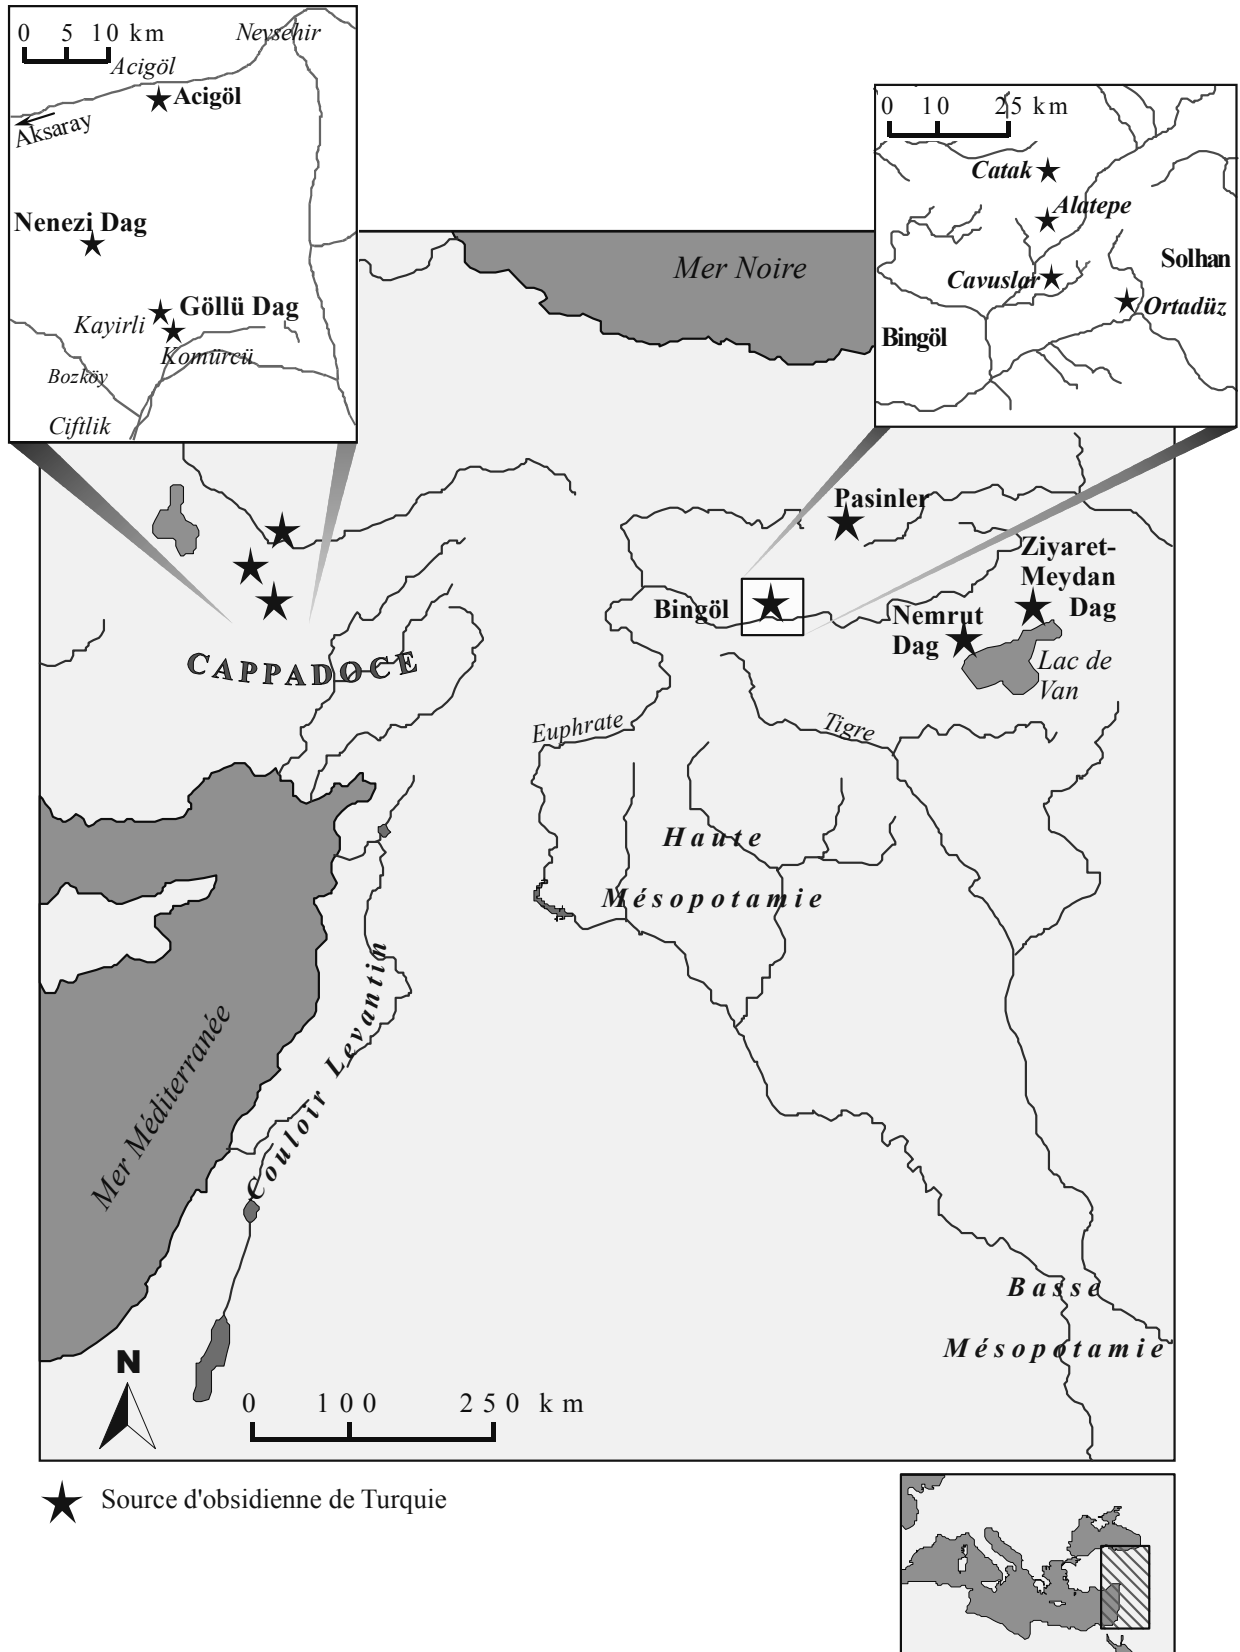 0 5 10 km
Nevsehir
Acigöl
Acigöl
Aksaray
Nenezi Dag
Göllü Dag
Kayirli
Komürcü
Bozköy
Ciftlik
0 10 25 km
Catak
Alatepe
Solhan
Cavuslar
Ortadüz
Bingöl
Mer Noire
Pasinler
Ziyaret-
Meydan
Dag
Bingöl
Nemrut
Dag
Lac de
Van
CAPPADOCE
Euphrate
Tigre
Haute
Mésopotamie
Couloir Levantin
Mer Méditerranée
Basse
Mésopotamie
N
0 100 250 km
Source d'obsidienne de Turquie